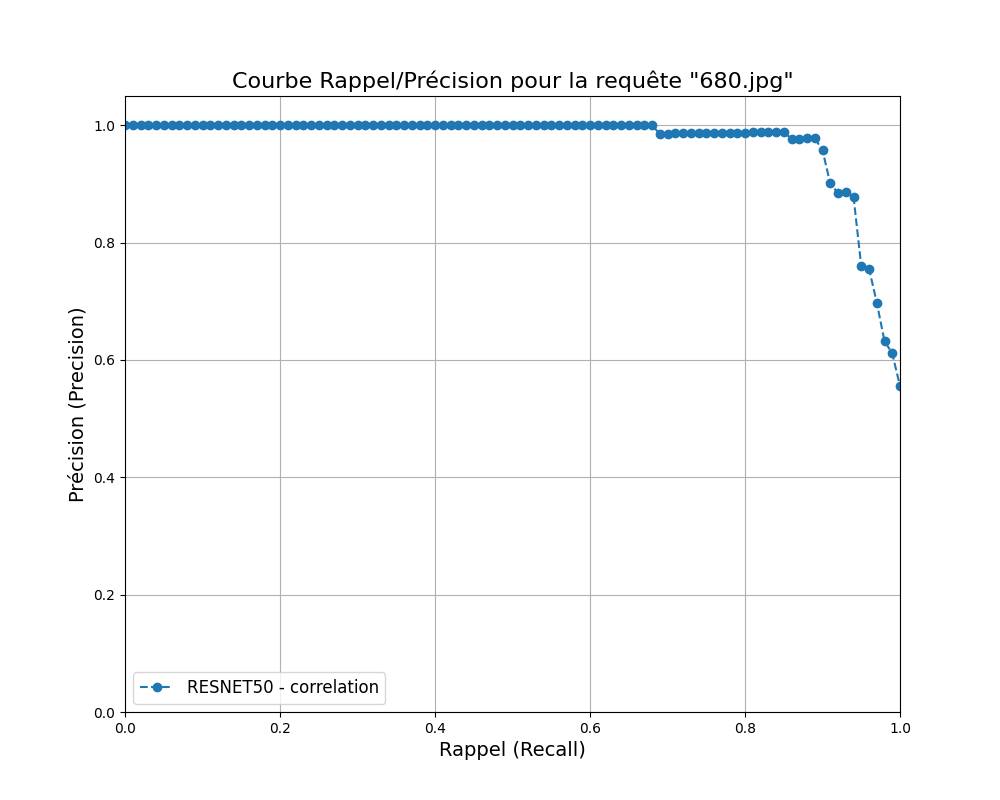 Courbe Rappel/Précision pour la requête "680.jpg"
1.0
0.8
0.6
0.4
0.2
0.0
Précision (Precision)
RESNET50 - correlation
0.0 0.2 0.4 0.6 0.8 1.0
Rappel (Recall)